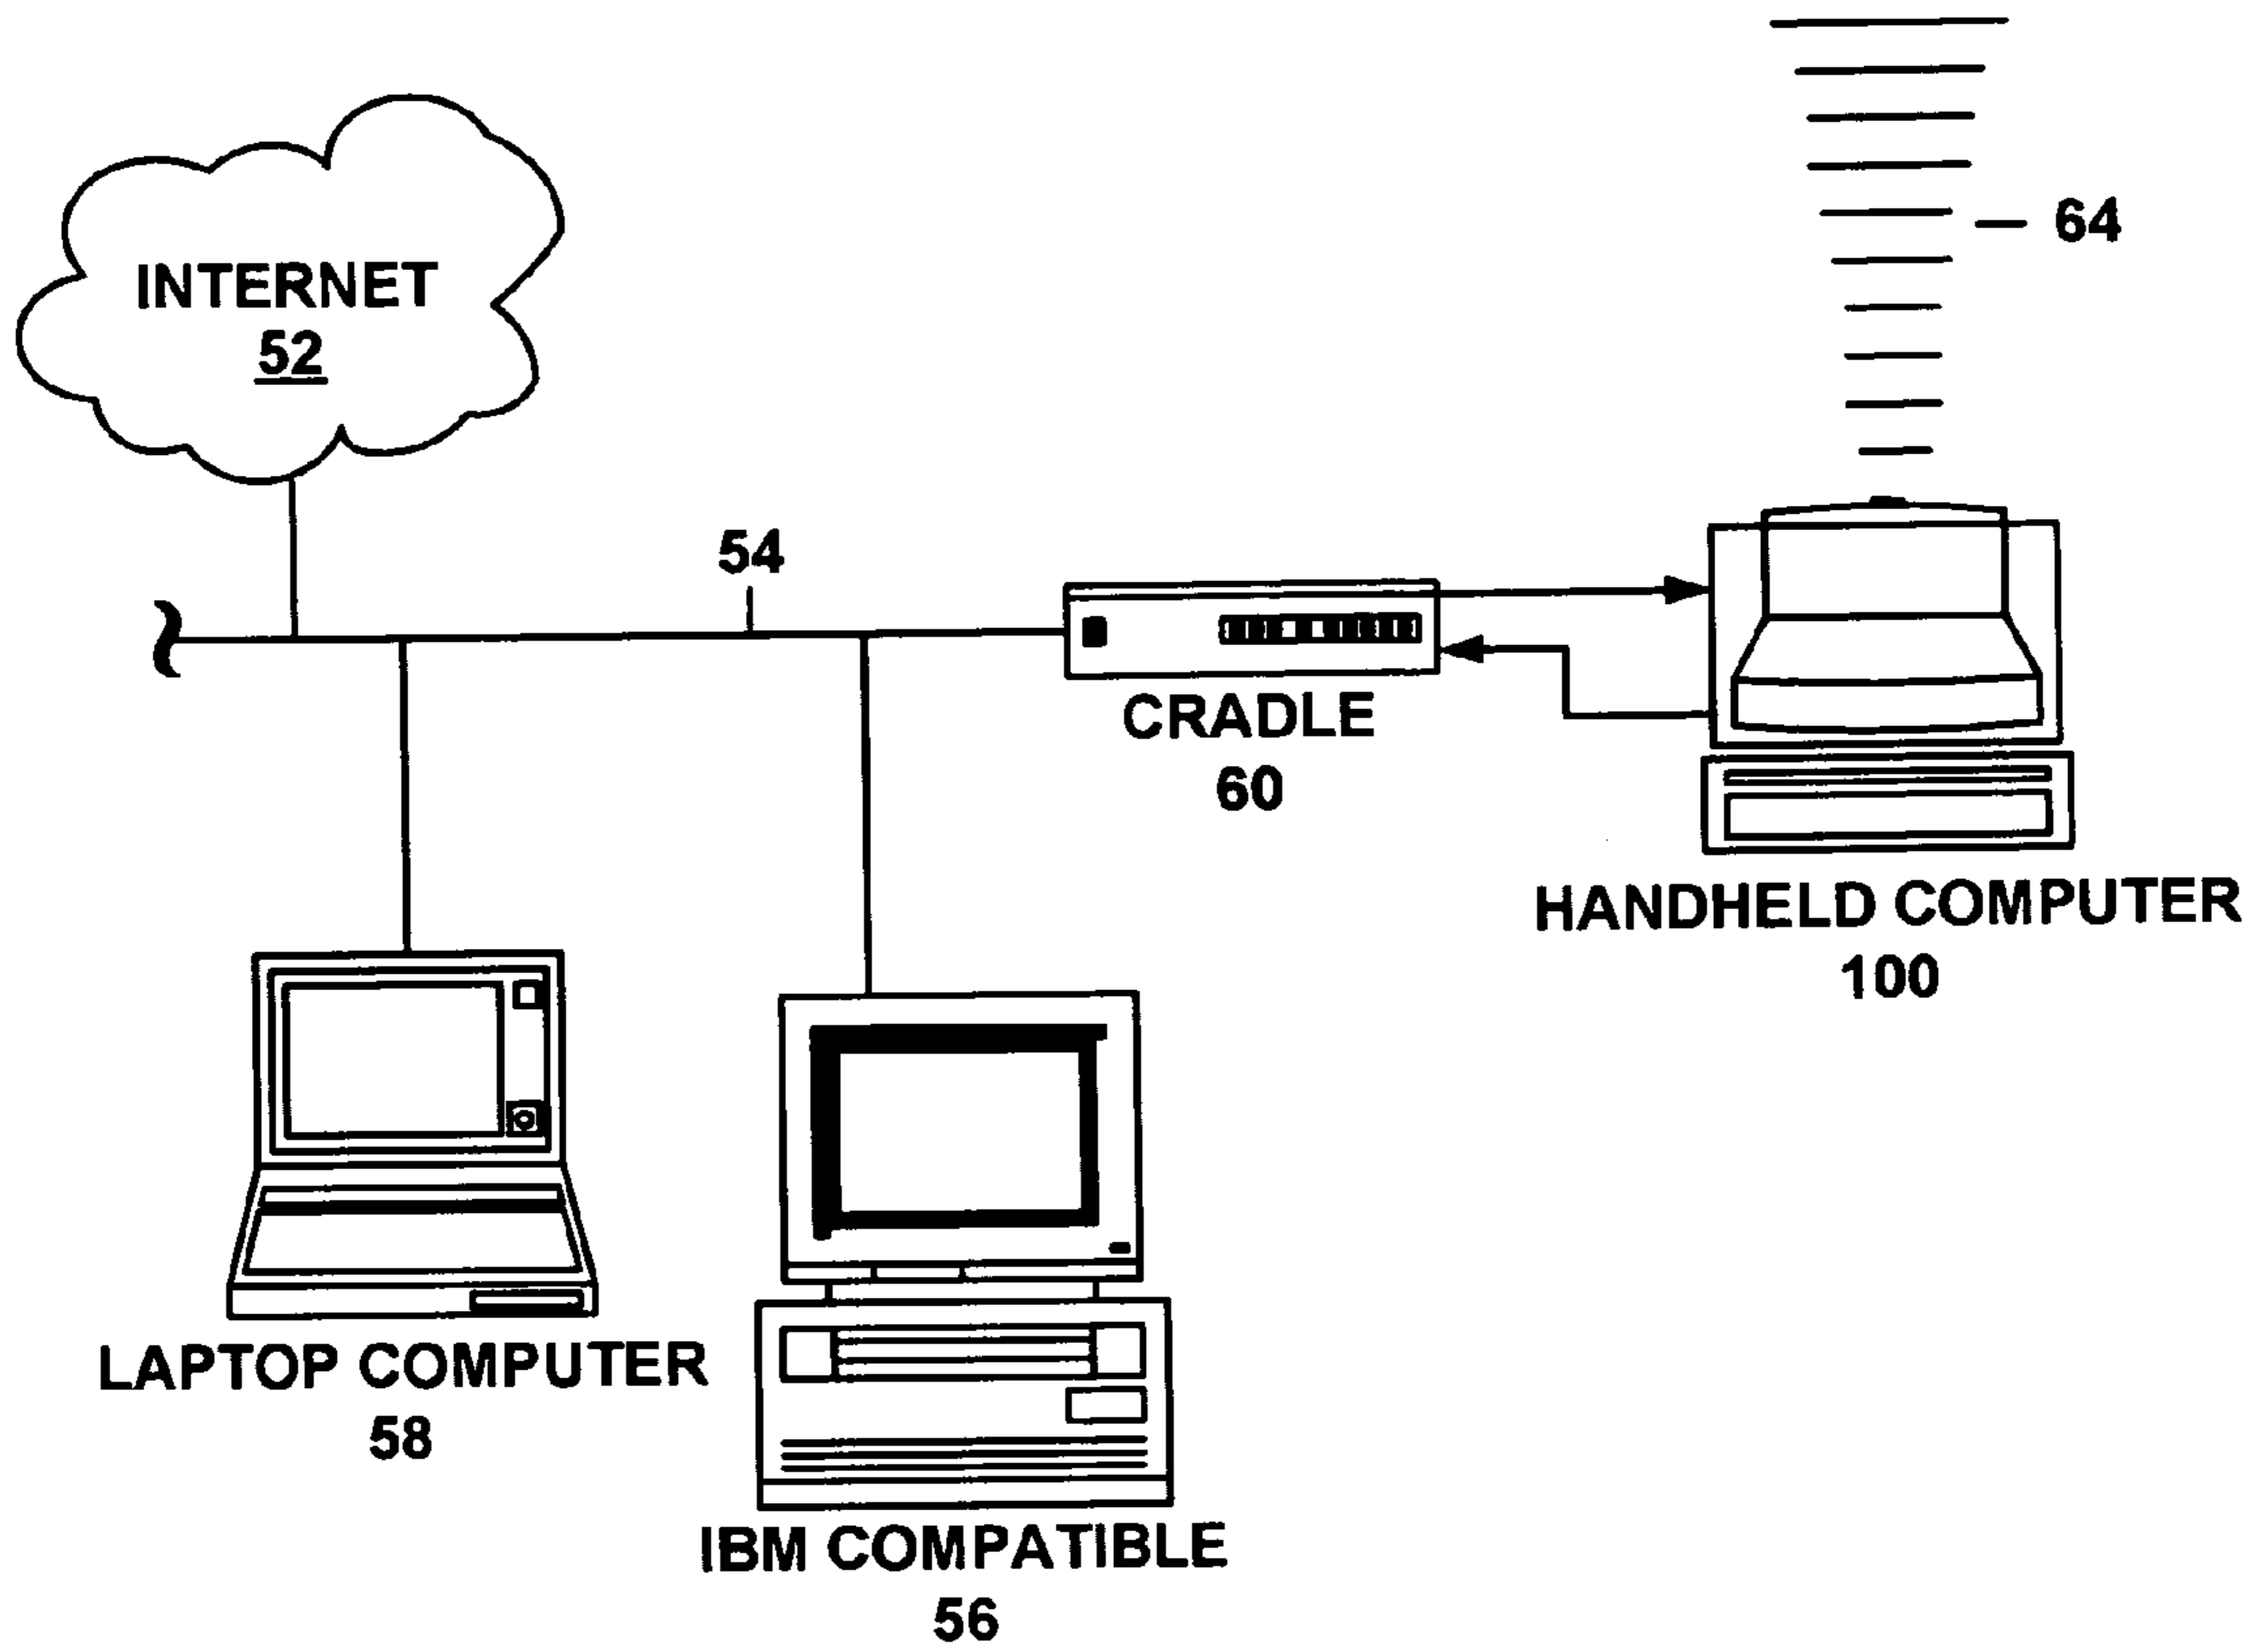 INTERNET
52
64
54
CRADLE
60
HANDHELD COMPUTER
100
LAPTOP COMPUTER
58
IBM COMPATIBLE
56